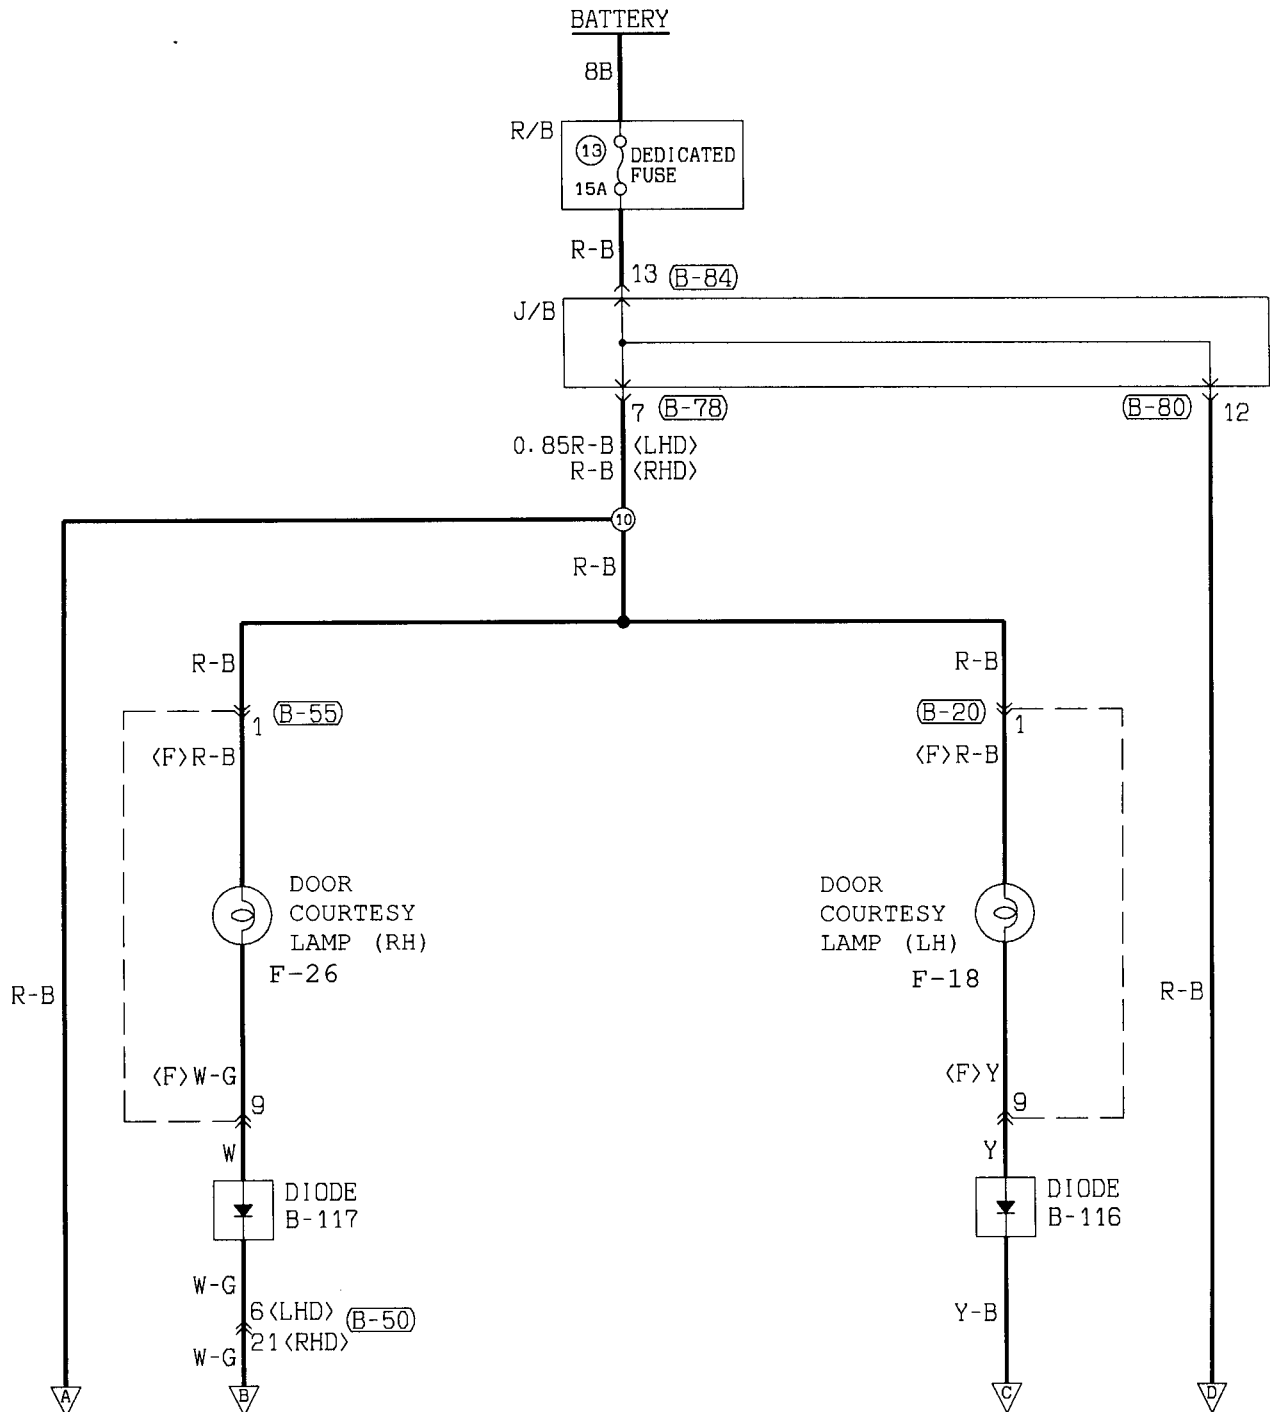 BATTERY
8B
R/B
13
DEDICATED
FUSE
15A
R-B
13 (B-84)
J/B
7 (B-78)
(B-80) 12
0.85R-B <LHD>
R-B <RHD>
10
R-B
R-B
R-B
(B-55)
1
(B-20)
1
<F>R-B
<F>R-B
DOOR
COURTESY
LAMP (RH)
F-26
DOOR
COURTESY
LAMP (LH)
F-18
R-B
R-B
<F>W-G
9
<F>Y
9
W
Y
DIODE
B-117
DIODE
B-116
W-G
6<LHD>
(B-50)
21<RHD>
W-G
Y-B
A
B
C
D